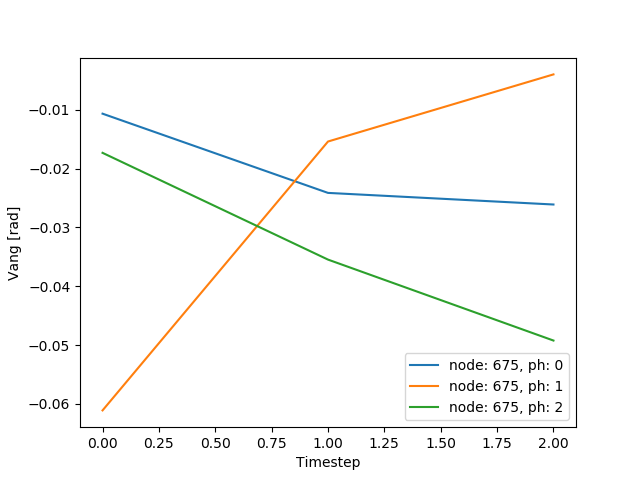 −0.01
−0.02
−0.03
−0.04
−0.05
−0.06
Vang [rad]
node: 675, ph: 0
node: 675, ph: 1
node: 675, ph: 2
0.00 0.25 0.50 0.75 1.00 1.25 1.50 1.75 2.00
Timestep